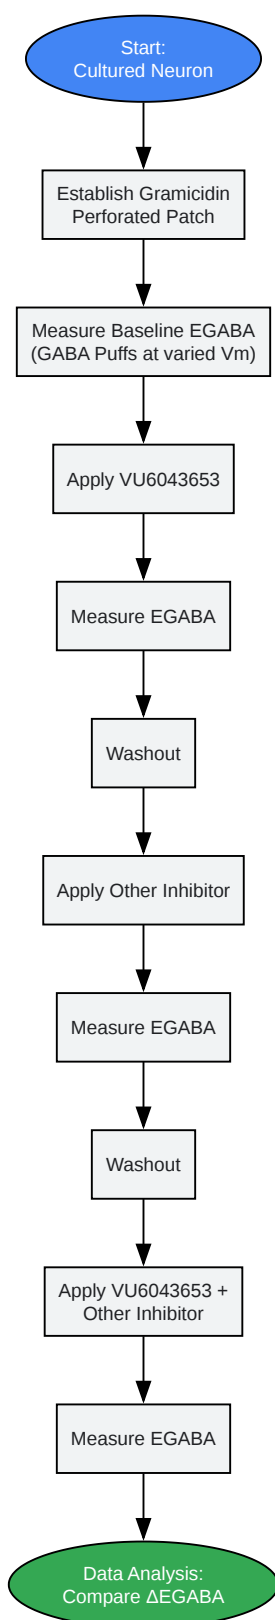 Start:
Cultured Neuron
Establish Gramicidin
Perforated Patch
Measure Baseline EGABA
(GABA Puffs at varied Vm)
Apply VU6043653
Measure EGABA
Washout
Apply Other Inhibitor
Measure EGABA
Washout
Apply VU6043653 +
Other Inhibitor
Measure EGABA
Data Analysis:
Compare ΔEGABA